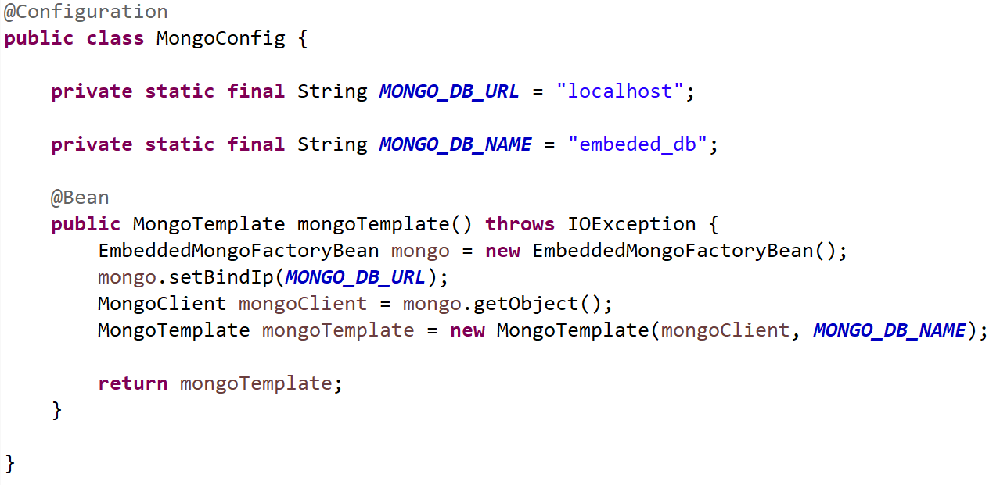 @Configuration
public class MongoConfig {
    private static final String MONGO_DB_URL = "localhost";
    private static final String MONGO_DB_NAME = "embeded_db";
    @Bean
    public MongoTemplate mongoTemplate() throws IOException {
        EmbeddedMongoFactoryBean mongo = new EmbeddedMongoFactoryBean();
        mongo.setBindIp(MONGO_DB_URL);
        MongoClient mongoClient = mongo.getObject();
        MongoTemplate mongoTemplate = new MongoTemplate(mongoClient, MONGO_DB_NAME);
        return mongoTemplate;
    }
}